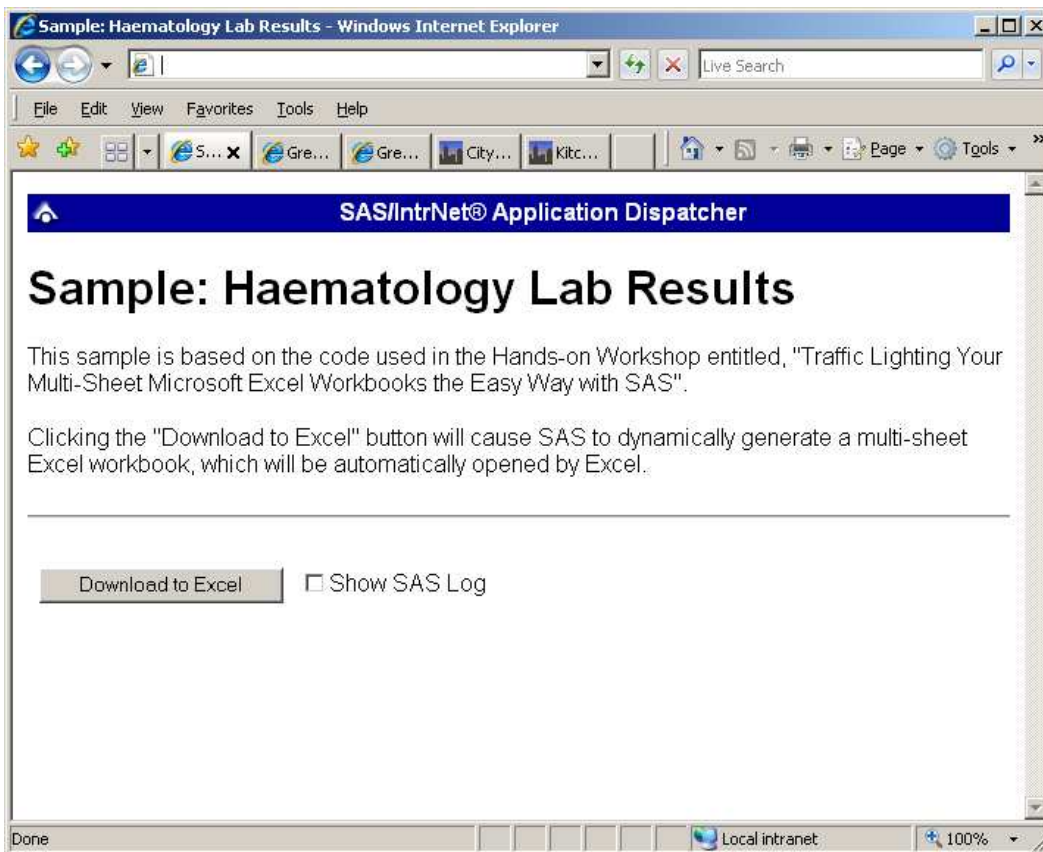 Sample: Haematology Lab Results - Windows Internet Explorer
Live Search
File Edit View Favorites Tools Help
S... Gre... Gre... City... Kitc... Page Tools »
SAS/IntrNet® Application Dispatcher
Sample: Haematology Lab Results
This sample is based on the code used in the Hands-on Workshop entitled, "Traffic Lighting Your
Multi-Sheet Microsoft Excel Workbooks the Easy Way with SAS".
Clicking the "Download to Excel" button will cause SAS to dynamically generate a multi-sheet
Excel workbook, which will be automatically opened by Excel.
Download to Excel Show SAS Log
Done Local intranet 100%